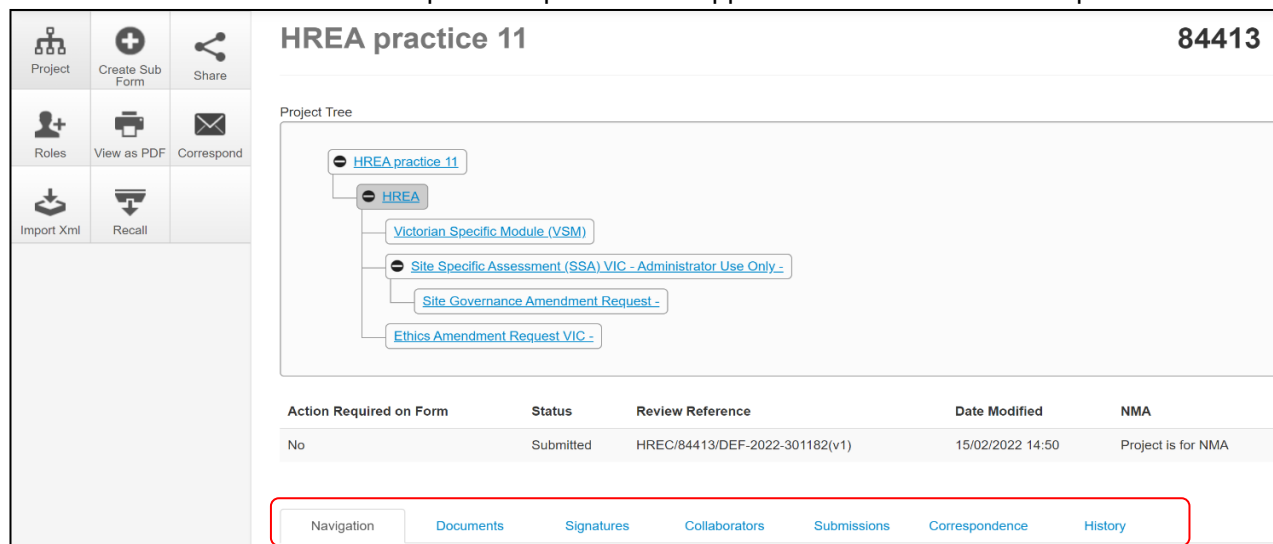 HREA practice 11
84413
Project
Create Sub Form
Share
Roles
View as PDF
Correspond
Import Xml
Recall
Project Tree
HREA practice 11
HREA
Victorian Specific Module (VSM)
Site Specific Assessment (SSA) VIC - Administrator Use Only -
Site Governance Amendment Request -
Ethics Amendment Request VIC -
Action Required on Form Status Review Reference Date Modified NMA
No Submitted HREC/84413/DEF-2022-301182(v1) 15/02/2022 14:50 Project is for NMA
Navigation Documents Signatures Collaborators Submissions Correspondence History